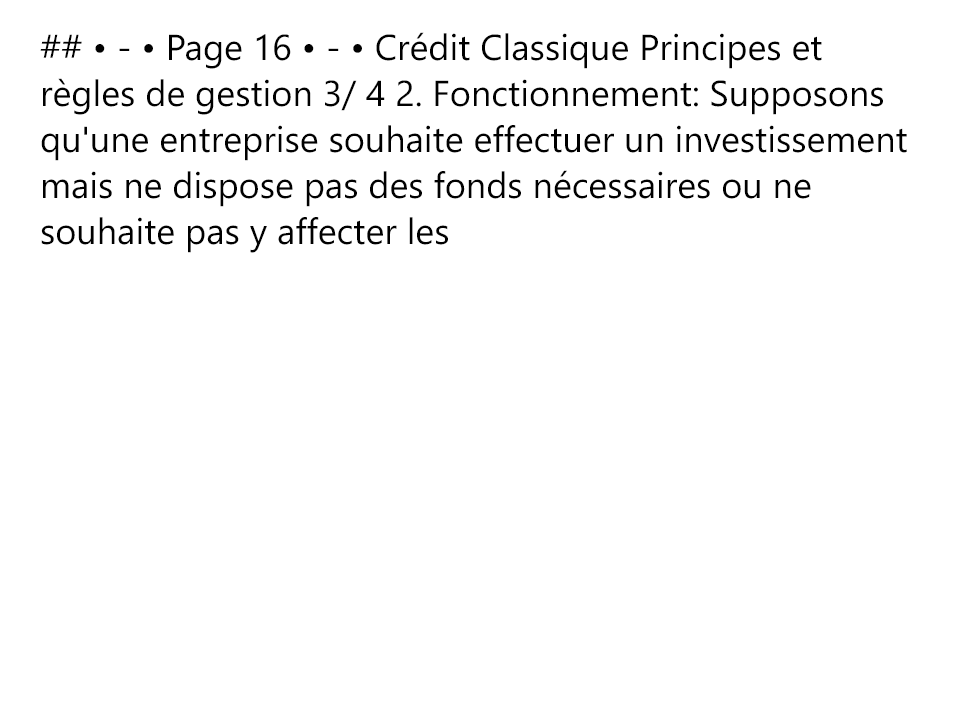 ## • - • Page 16 • - • Crédit Classique Principes et
règles de gestion 3/ 4 2. Fonctionnement: Supposons
qu'une entreprise souhaite effectuer un investissement
mais ne dispose pas des fonds nécessaires ou ne
souhaite pas y affecter les